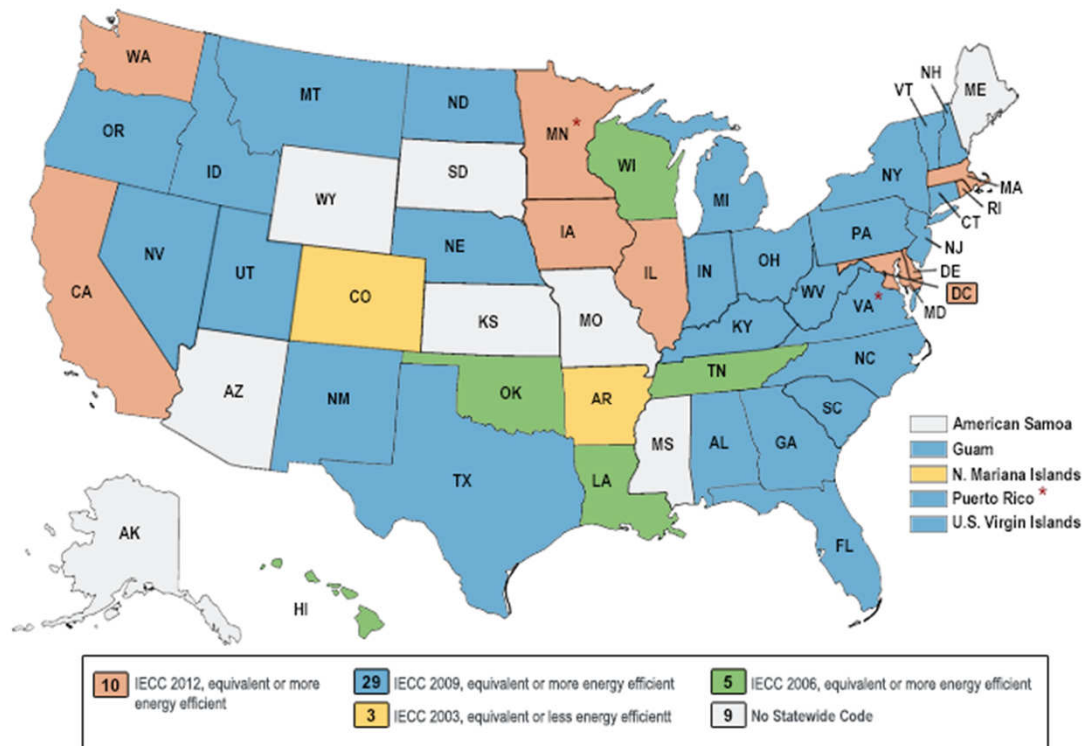 WA
MT
ND
MN *
OR
ID
SD
WY
WI
MI
NH
VT
ME
NY
MA
RI
CT
NV
UT
NE
IA
IL
IN
OH
PA
NJ
DE
DC
MD
CA
CO
KS
MO
KY
WV
VA *
AZ
NM
OK
AR
TN
NC
SC
TX
LA
MS
AL
GA
FL
AK
HI
American Samoa
Guam
N. Mariana Islands
Puerto Rico *
U.S. Virgin Islands
10 IECC 2012, equivalent or more
energy efficient
29 IECC 2009, equivalent or more energy efficient
3 IECC 2003, equivalent or less energy efficientt
5 IECC 2006, equivalent or more energy efficient
9 No Statewide Code